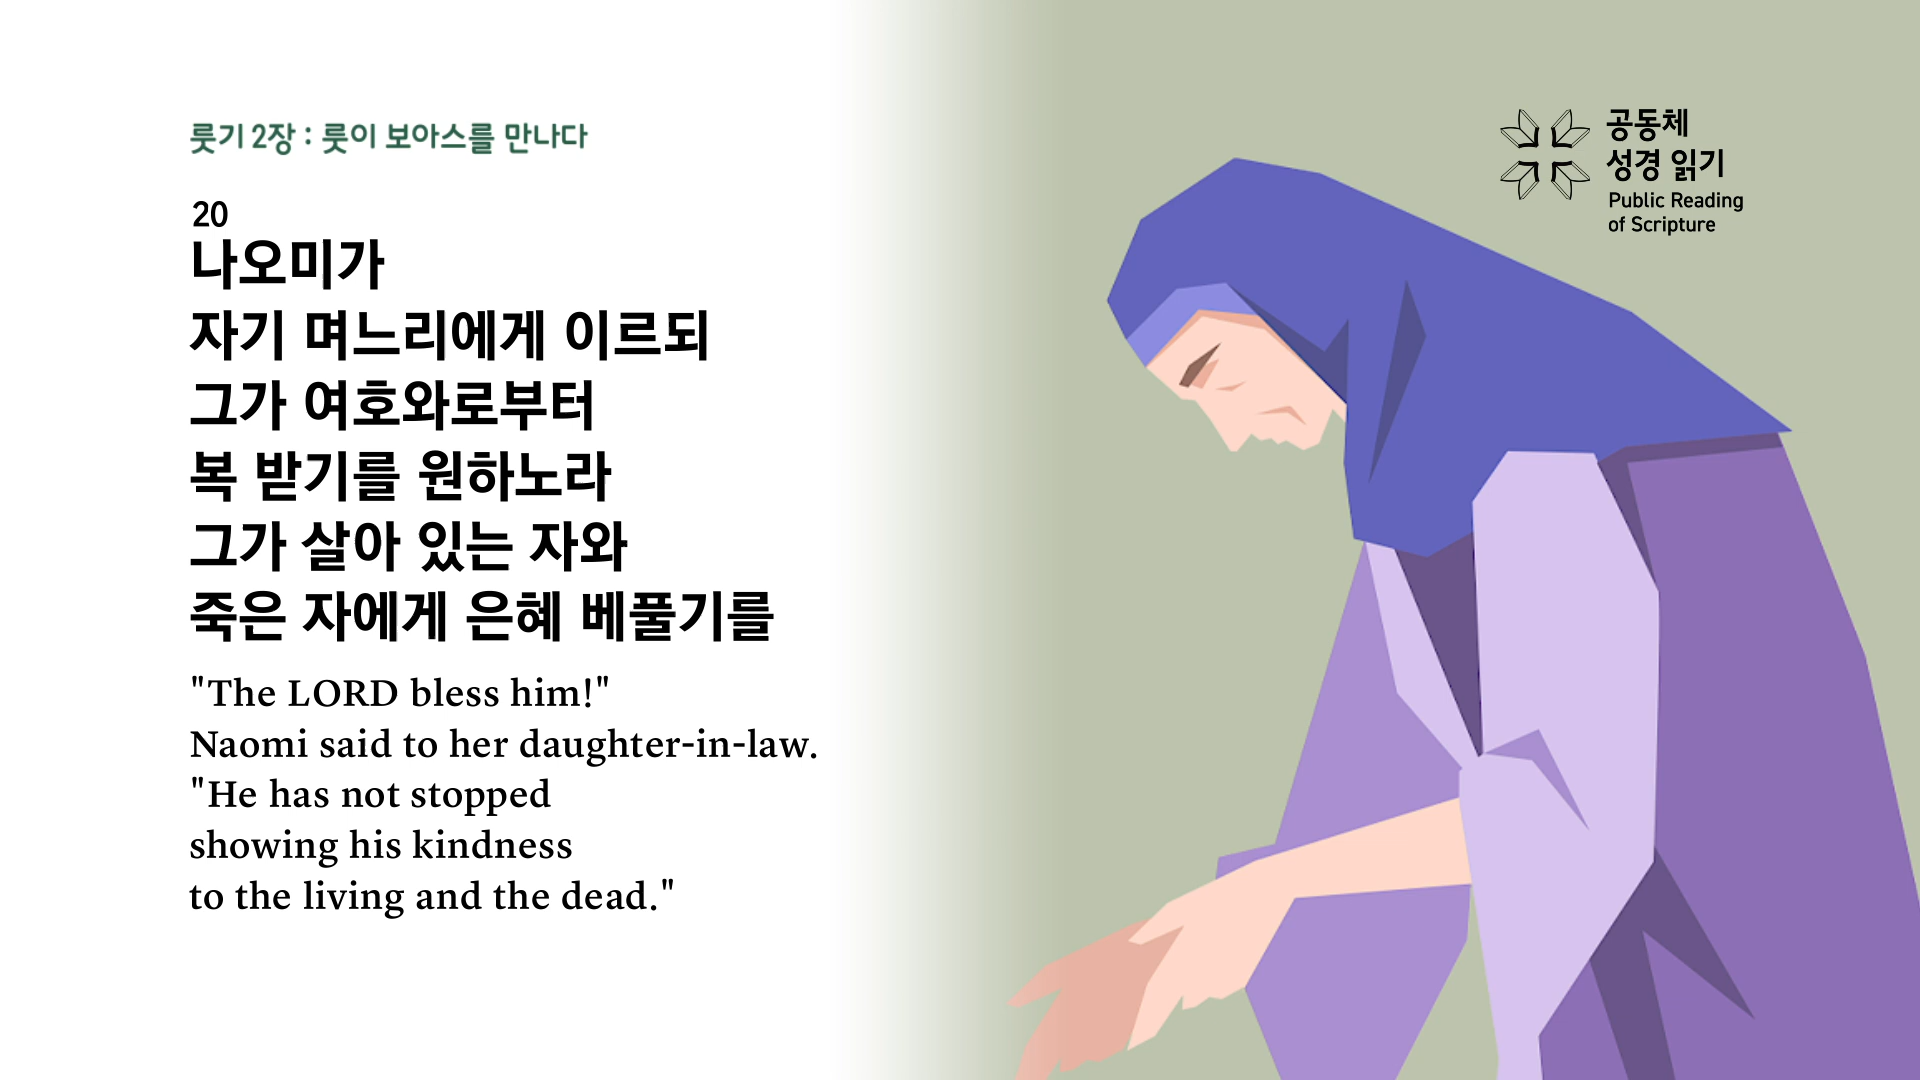 룻기 2장 : 룻이 보아스를 만나다
20
나오미가
자기 며느리에게 이르되
그가 여호와로부터
복 받기를 원하노라
그가 살아 있는 자와
죽은 자에게 은혜 베풀기를
"The LORD bless him!"
Naomi said to her daughter-in-law.
"He has not stopped
showing his kindness
to the living and the dead."
공동체
성경 읽기
Public Reading
of Scripture